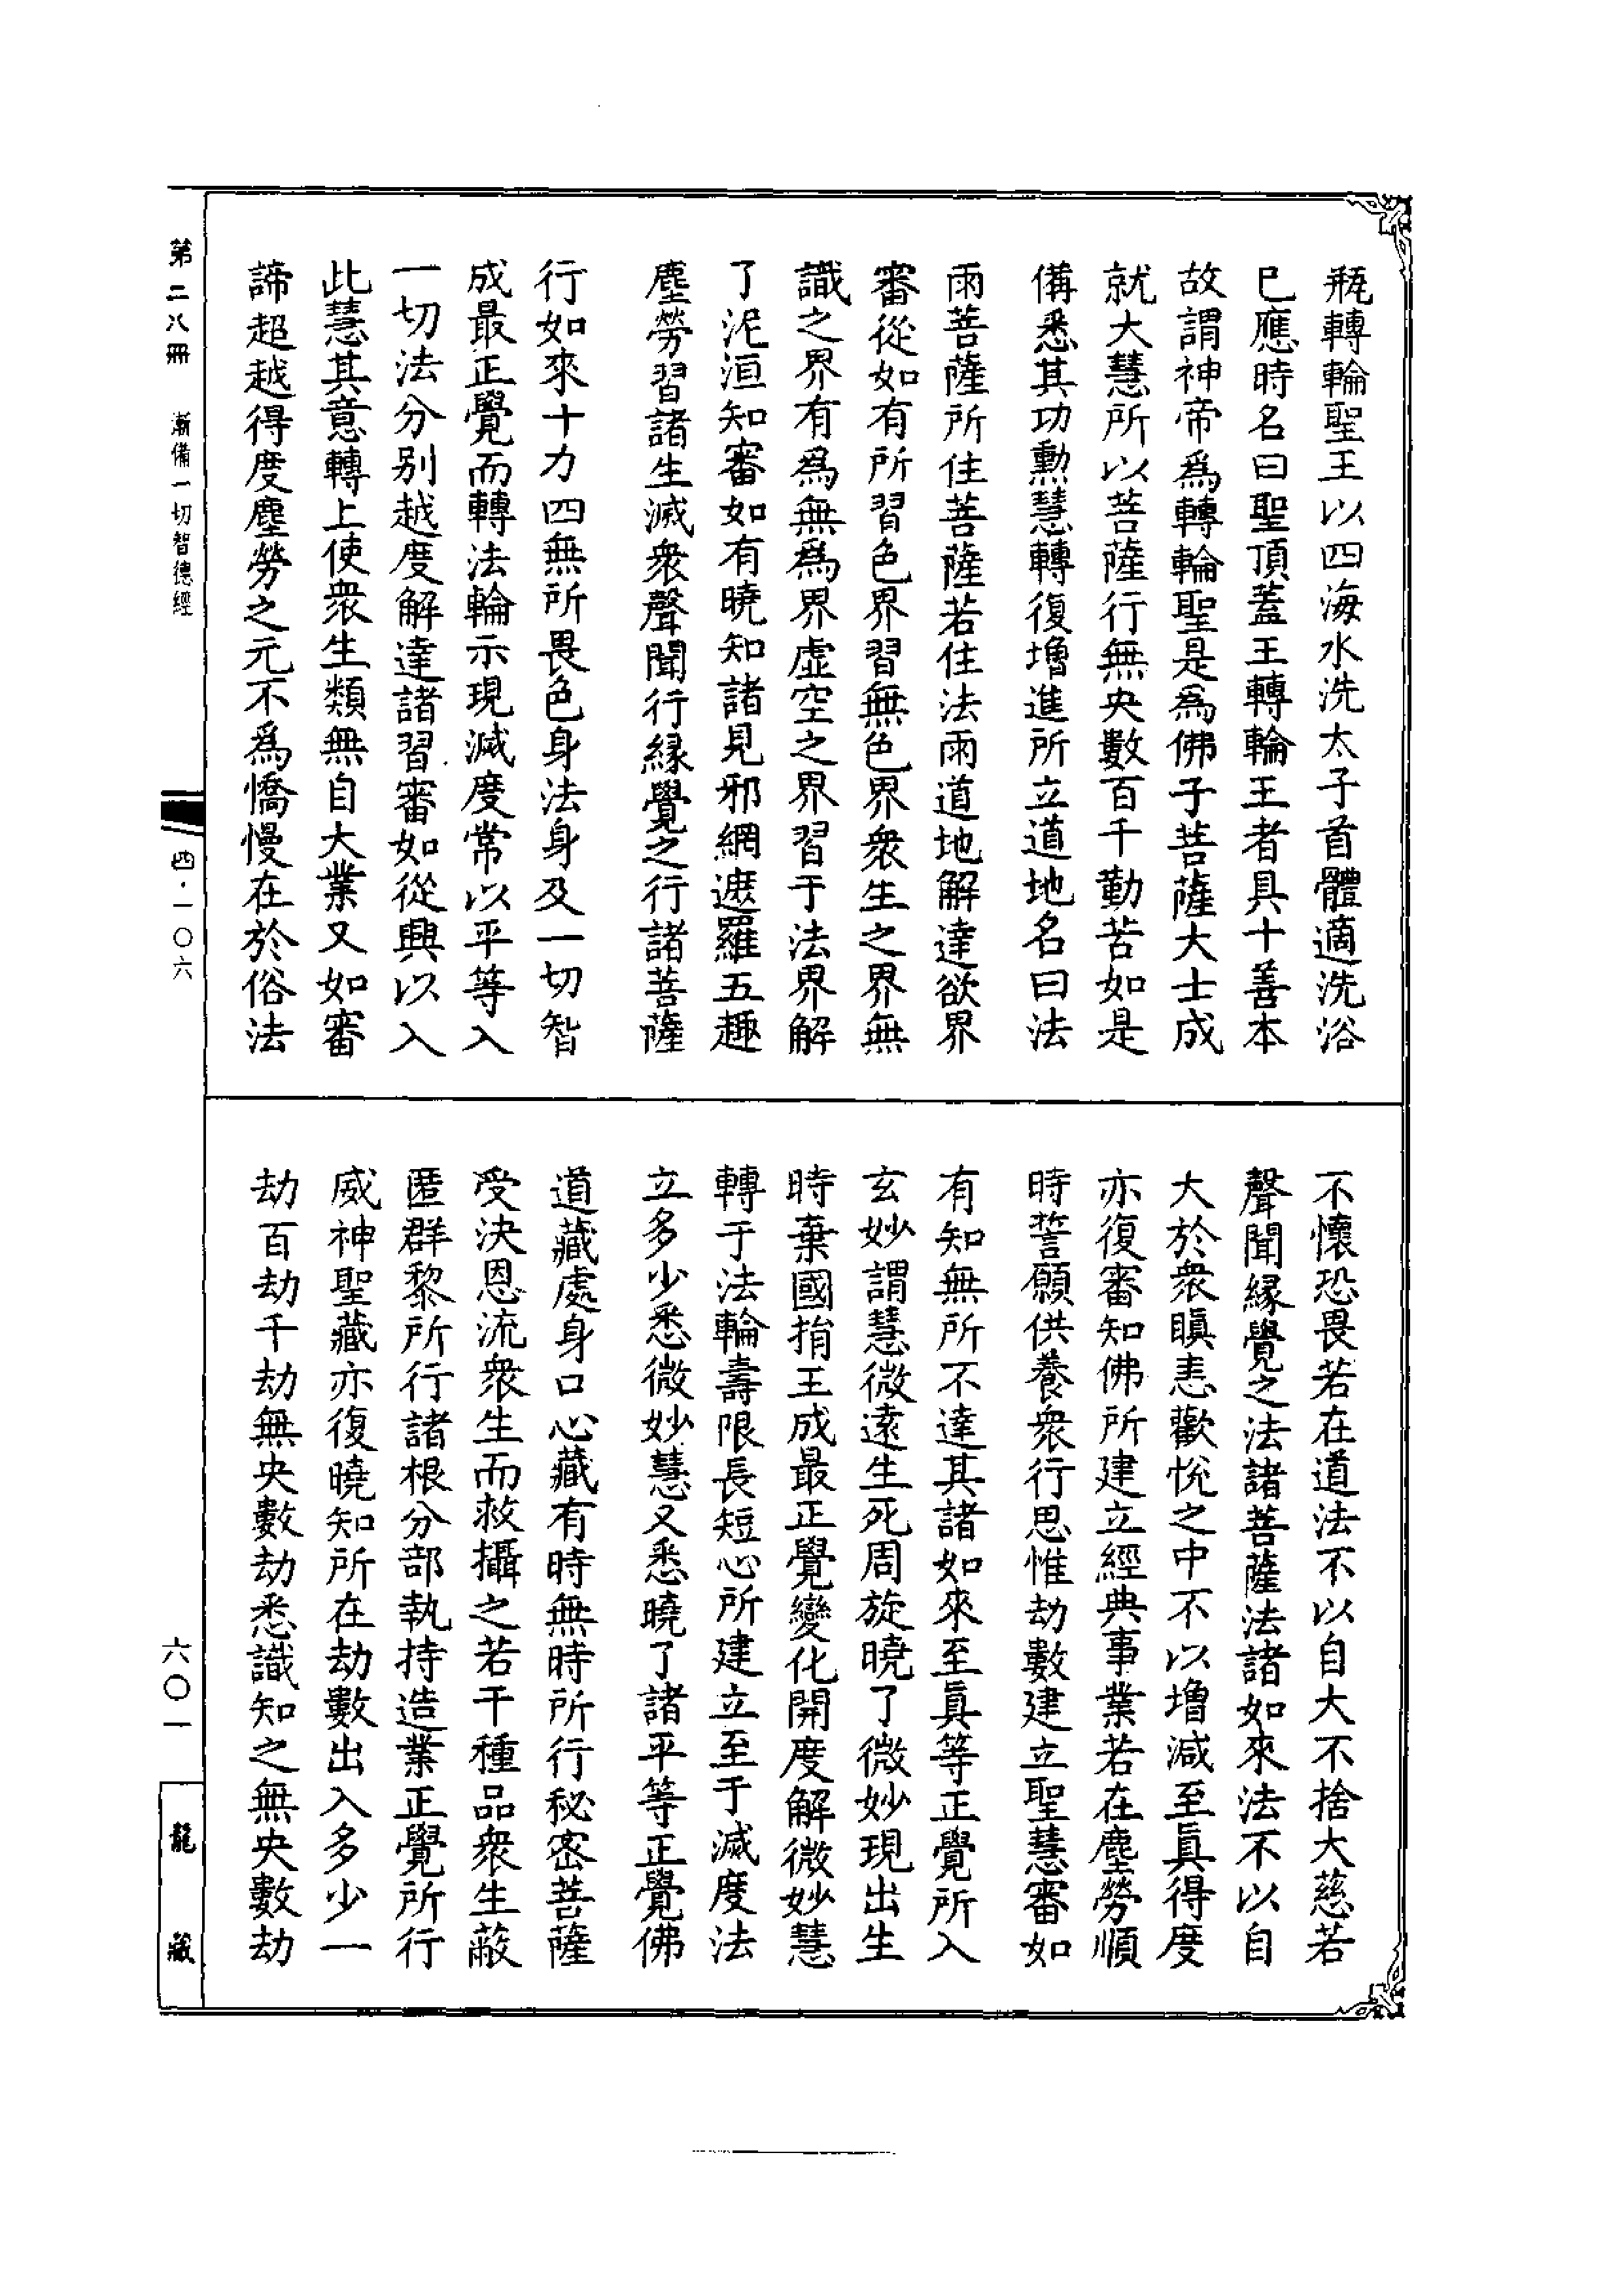 瓶轉輪聖王以四海水洗太子首體適洗浴
已應時名曰聖頂蓋王轉輪王者具十善本
故謂神帝爲轉輪聖是爲佛子菩薩大士成
就大慧所以菩薩行無央數百千勤苦如是
備悉其功勳慧轉復增進所立道地名曰法
雨菩薩所住菩薩若住法雨道地解達欲界
審從如有所習色界習無色界衆生之界無
識之界有爲無爲界虛空之界習于法界解
了泥洹知審如有曉知諸見邪網遮羅五趣
塵勞習諸生滅衆聲聞行緣覺之行諸菩薩
行如來十力四無所畏色身法身及一切智
成最正覺而轉法輪示現滅度常以平等入
一切法分别越度解達諸習審如從興以入
此慧其意轉上使衆生類無自大業又如審
諦超越得度塵勞之元不爲憍慢在於俗法
不懷恐畏若在道法不以自大不捨大慈若
聲聞緣覺之法諸菩薩法諸如來法不以自
大於衆瞋恚歡悅之中不以增減至真得度
亦復審知佛所建立經典事業若在塵勞順
時誓願供養衆行思惟劫數建立聖慧審如
有知無所不達其諸如來至真等正覺所入
玄妙謂慧微遠生死周旋曉了微妙現出生
時棄國捐王成最正覺變化開度解微妙慧
轉于法輪壽限長短心所建立至于滅度法
立多少悉微妙慧又悉曉了諸平等正覺佛
道藏處身口心藏有時無時所行秘密菩薩
受決恩流衆生而救攝之若干種品衆生蔽
匿群黎所行諸根分部執持造業正覺所行
威神聖藏亦復曉知所在劫數出入多少一
劫百劫千劫無央數劫悉識知之無央數劫
第二八冊 漸備一切智德經
四·一〇六
六〇一
龍藏